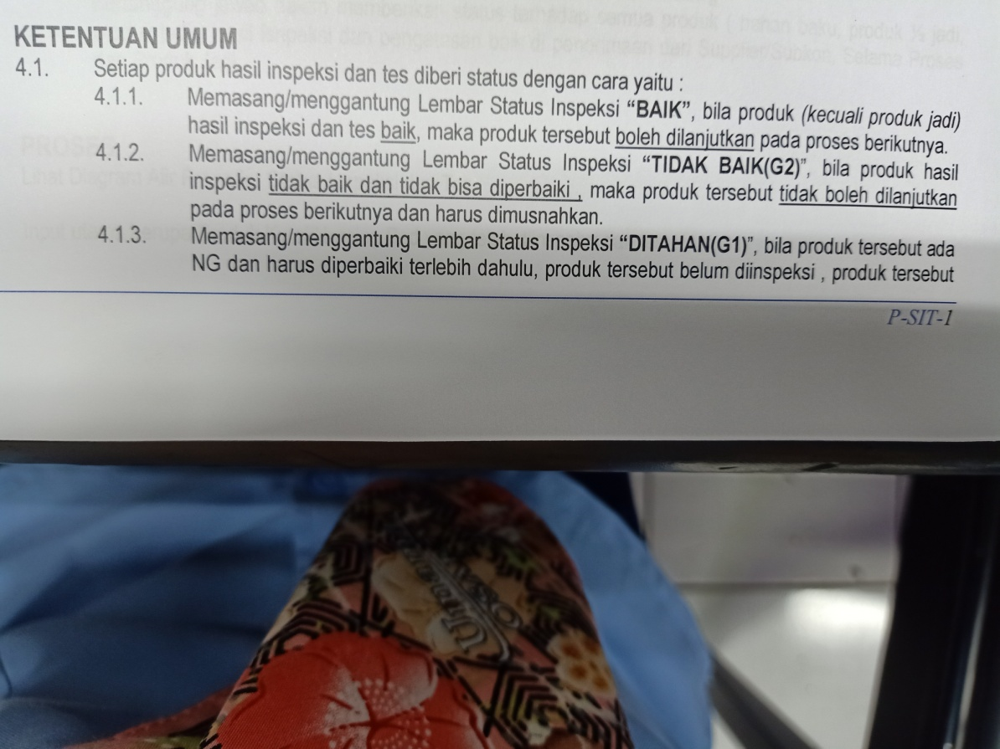 KETENTUAN UMUM
4.1. Setiap produk hasil inspeksi dan tes diberi status dengan cara yaitu :
4.1.1. Memasang/menggantung Lembar Status Inspeksi “BAIK”, bila produk (kecuali produk jadi)
hasil inspeksi dan tes baik, maka produk tersebut boleh dilanjutkan pada proses berikutnya.
4.1.2. Memasang/menggantung Lembar Status Inspeksi “TIDAK BAIK(G2)”, bila produk hasil
inspeksi tidak baik dan tidak bisa diperbaiki , maka produk tersebut tidak boleh dilanjutkan
pada proses berikutnya dan harus dimusnahkan.
4.1.3. Memasang/menggantung Lembar Status Inspeksi “DITAHAN(G1)”, bila produk tersebut ada
NG dan harus diperbaiki terlebih dahulu, produk tersebut belum diinspeksi , produk tersebut
P-SIT-1